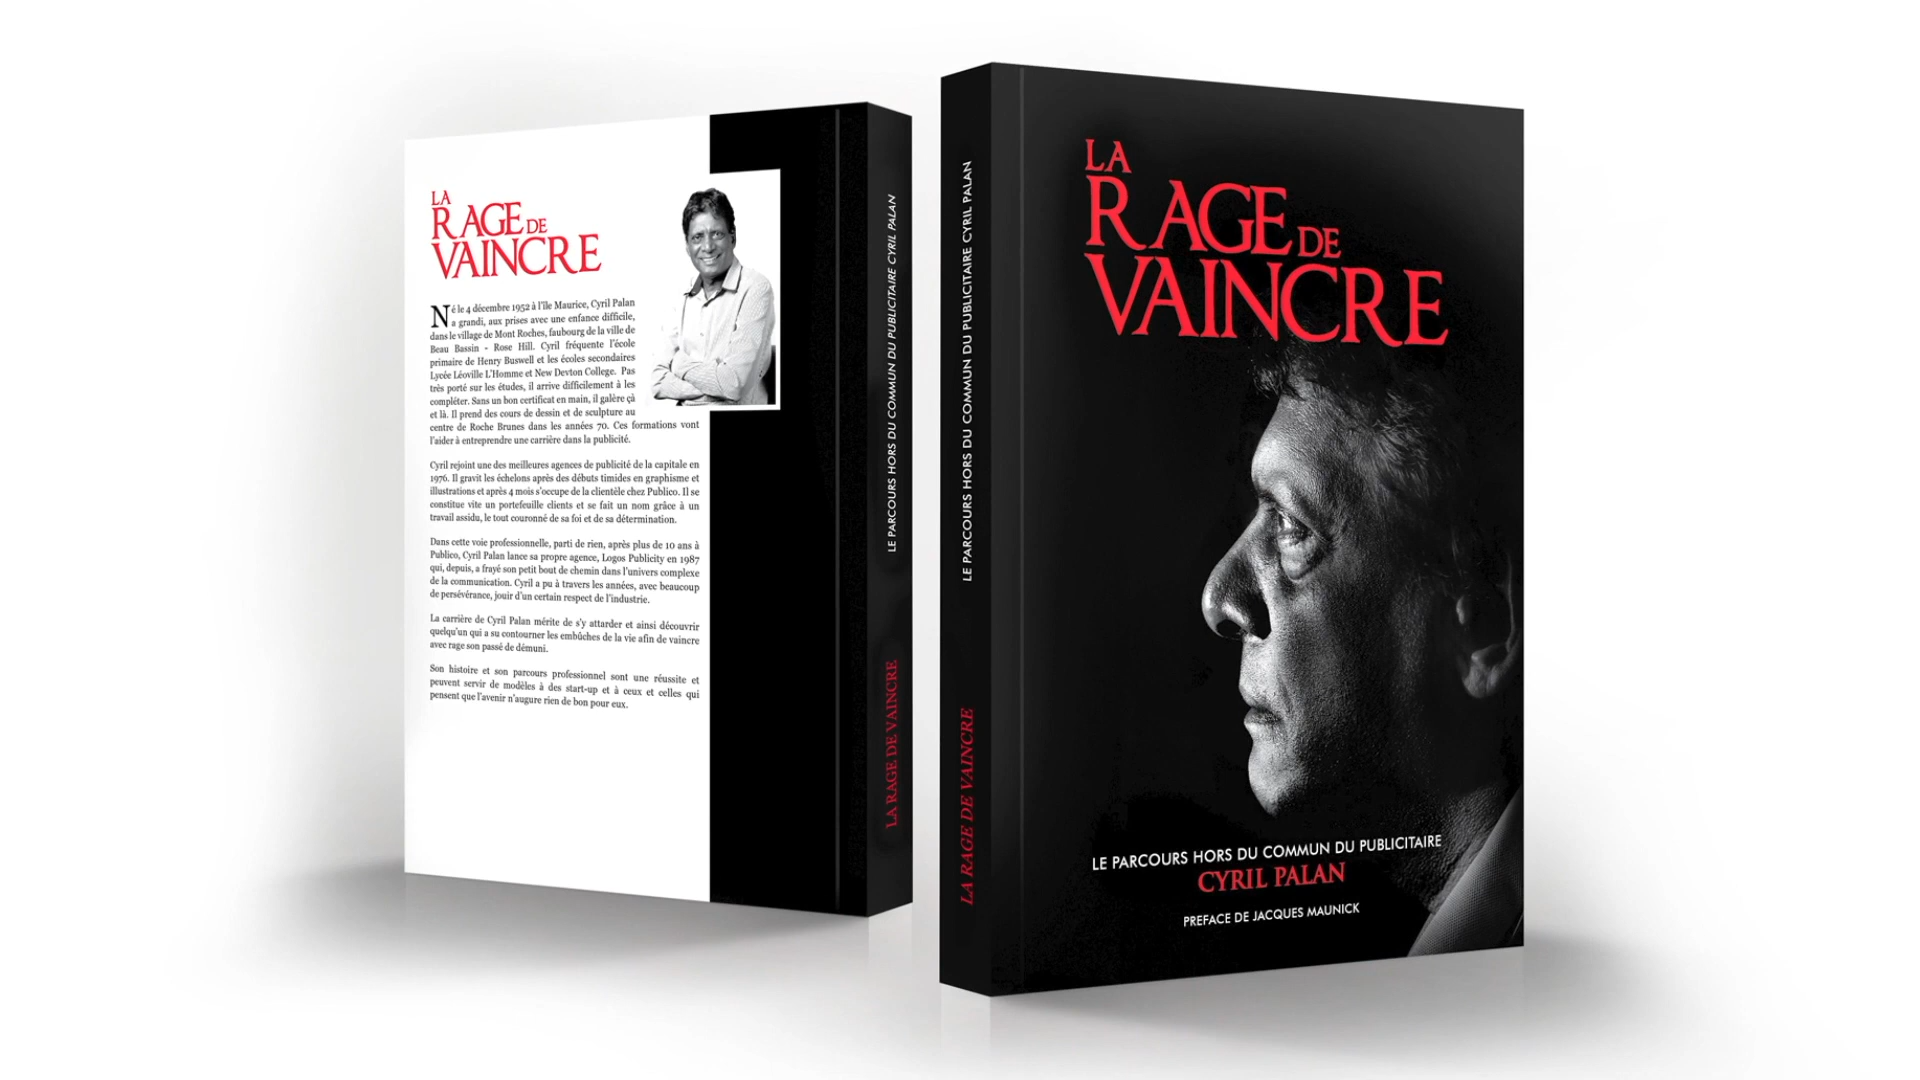 LA
RAGE DE
VAINCRE
Né le 4 décembre 1952 à l'île Maurice, Cyril Palan
a grandi, aux prises avec une enfance difficile,
dans le village de Mont Roches, faubourg de la ville de
Beau Bassin - Rose Hill. Cyril fréquente l'école
primaire de Henry Buswell et les écoles secondaires
Lycée Léoville L'Homme et New Devton College. Pas
très porté sur les études, il arrive difficilement à les
compléter. Sans un bon certificat en main, il galère çà
et là. Il prend des cours de dessin et de sculpture au
centre de Roche Brunes dans les années 70. Ces formations vont
l'aider à entreprendre une carrière dans la publicité.
Cyril rejoint une des meilleures agences de publicité de la capitale en
1976. Il gravit les échelons après des débuts timides en graphisme et
illustrations et après 4 mois s'occupe de la clientèle chez Publico. Il se
constitue vite un portefeuille clients et se fait un nom grâce à un
travail assidu, le tout couronné de sa foi et de sa détermination.
Dans cette voie professionnelle, parti de rien, après plus de 10 ans à
Publico, Cyril Palan lance sa propre agence, Logos Publicity en 1987
qui, depuis, a frayé son petit bout de chemin dans l'univers complexe
de la communication. Cyril a pu à travers les années, avec beaucoup
de persévérance, jouir d'un certain respect de l'industrie.
La carrière de Cyril Palan mérite de s'y attarder et ainsi découvrir
quelqu'un qui a su contourner les embûches de la vie afin de vaincre
avec rage son passé de démuni.
Son histoire et son parcours professionnel sont une réussite et
peuvent servir de modèles à des start-up et à ceux et celles qui
pensent que l'avenir n'augure rien de bon pour eux.
LE PARCOURS HORS DU COMMUN DU PUBLICITAIRE CYRIL PALAN
LA RAGE DE VAINCRE
LE PARCOURS HORS DU COMMUN DU PUBLICITAIRE CYRIL PALAN
LA RAGE DE VAINCRE
LA
RAGE DE
VAINCRE
LE PARCOURS HORS DU COMMUN DU PUBLICITAIRE
CYRIL PALAN
PREFACE DE JACQUES MAUNICK